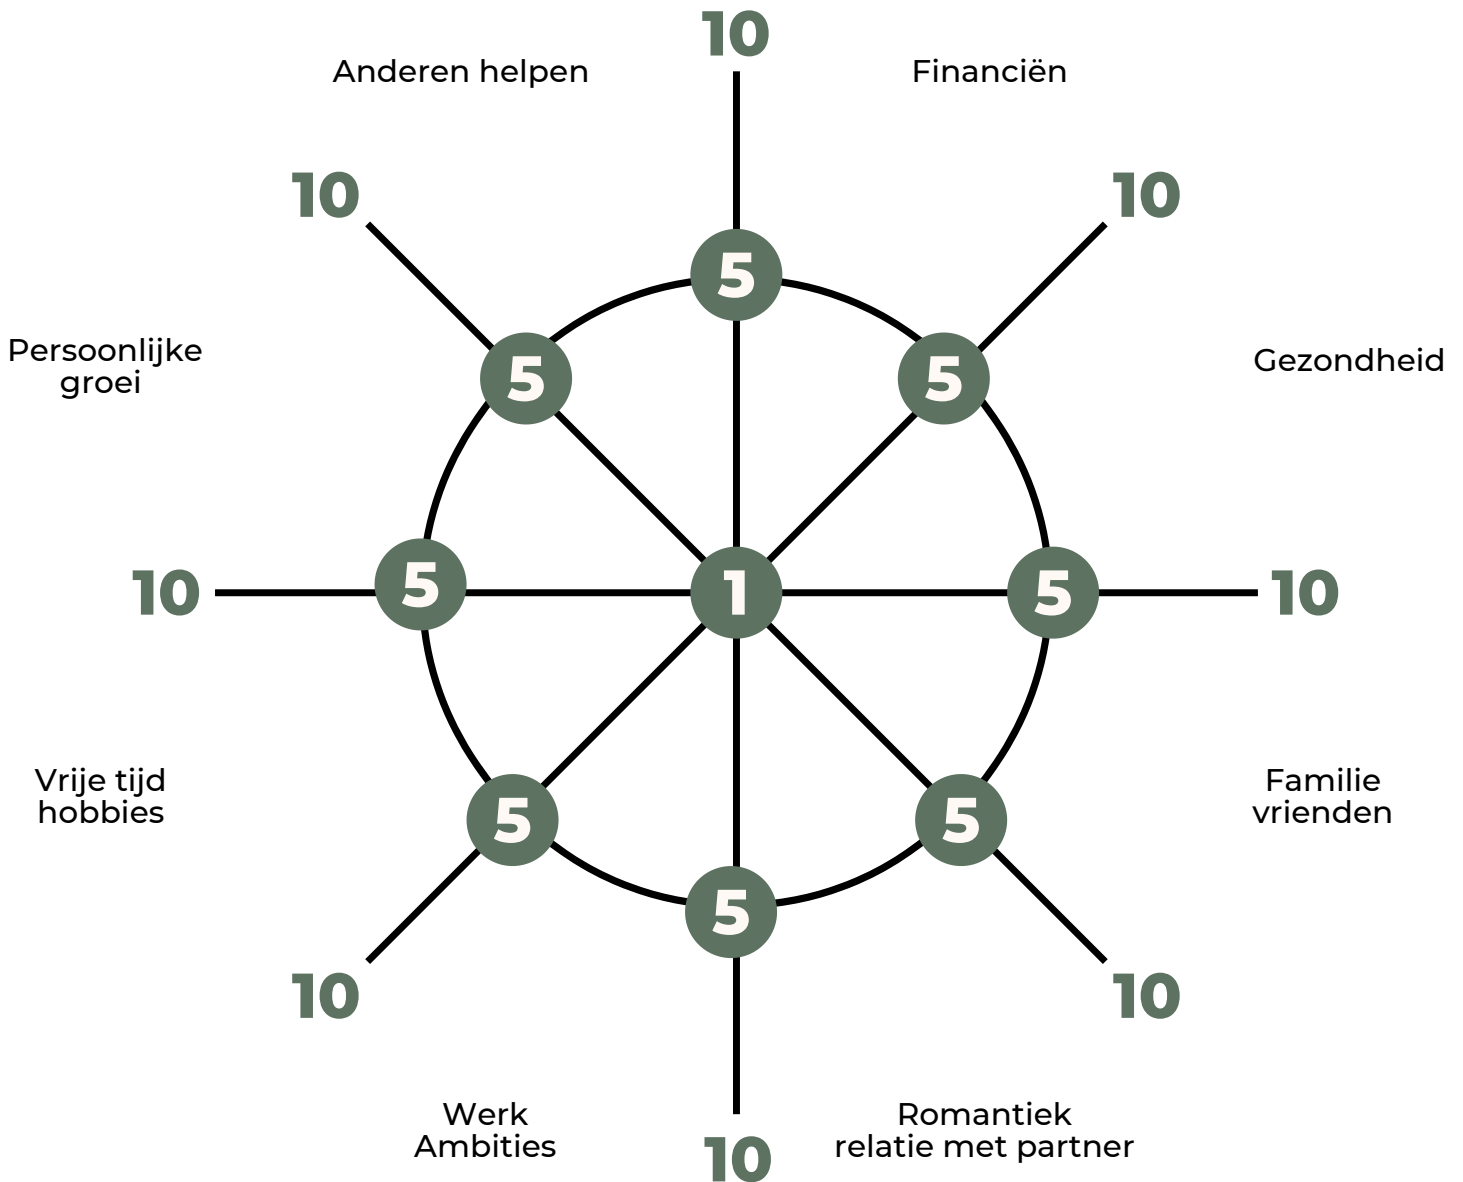 10
Anderen helpen
Financiën
10
10
5
Persoonlijke
groei
5
5
Gezondheid
10
5
1
5
10
Vrije tijd
hobbies
5
5
Familie
vrienden
5
10
10
Werk
Ambities
10
Romantiek
relatie met partner